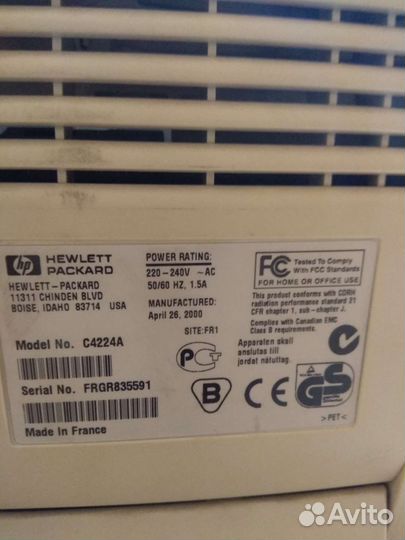 hp HEWLETT
PACKARD
HEWLETT-PACKARD
11311 CHINDEN BLVD
BOISE, IDAHO 83714 USA
Model No. C4224A
Serial No. FRGR835591
Made in France
POWER RATING:
220-240V ~AC
50/60 HZ, 1.5A
MANUFACTURED:
April 26, 2000
SITE:FR1
FC Tested To Comply
With FCC Standards
FOR HOME OR OFFICE USE
This product conforms with CDRH
radiation performance standard 21
CFR chapter 1, sub-chapter J.
Complies with Canadian EMC
Class B requirements.
Apparaten skall
anslutas till
jordat nätuttag.
PCT
B
CE
GS
>PET<
Avito